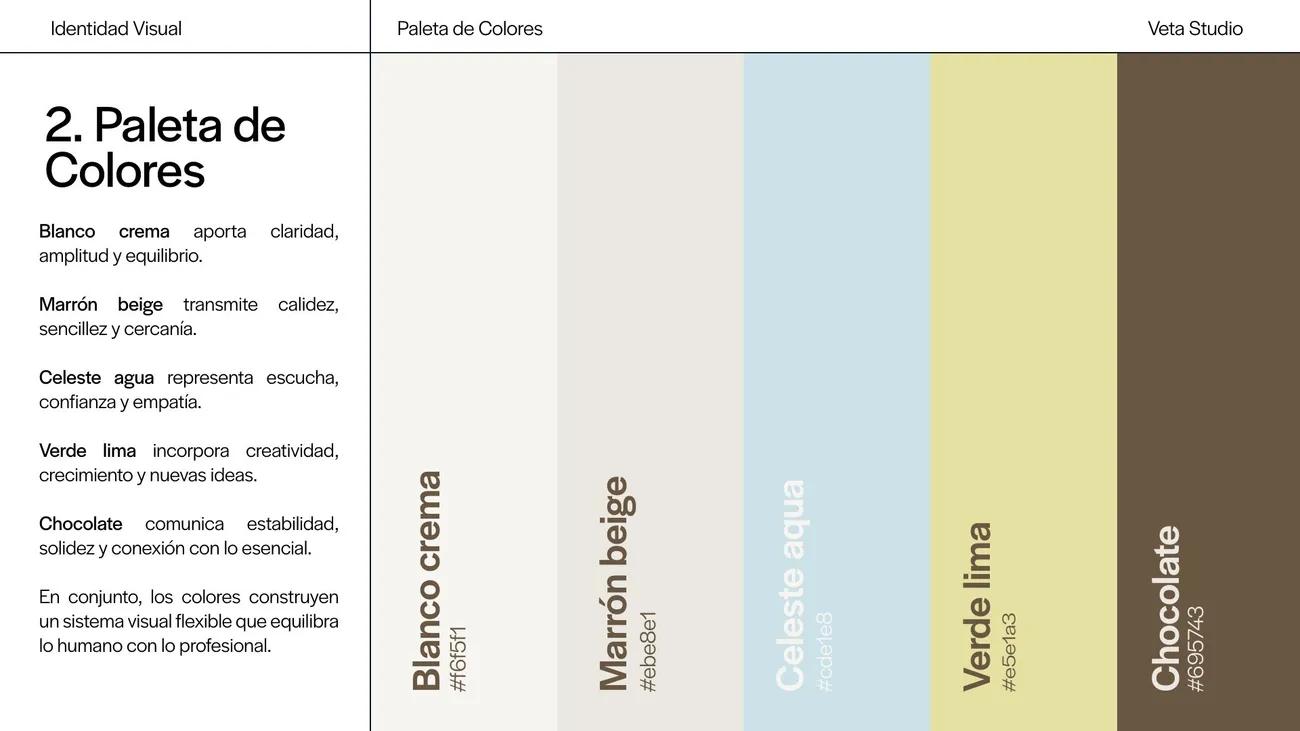 Identidad Visual
Paleta de Colores
Veta Studio
2. Paleta de
Colores
Blanco crema aporta claridad,
amplitud y equilibrio.
Marrón beige transmite calidez,
sencillez y cercanía.
Celeste agua representa escucha,
confianza y empatía.
Verde lima incorpora creatividad,
crecimiento y nuevas ideas.
Chocolate comunica estabilidad,
solidez y conexión con lo esencial.
En conjunto, los colores construyen
un sistema visual flexible que equilibra
lo humano con lo profesional.
Blanco crema
#f6f5f1
Marrón beige
#ebe8e1
Celeste aqua
#cde1e8
Verde lima
#e5e1a3
Chocolate
#695743